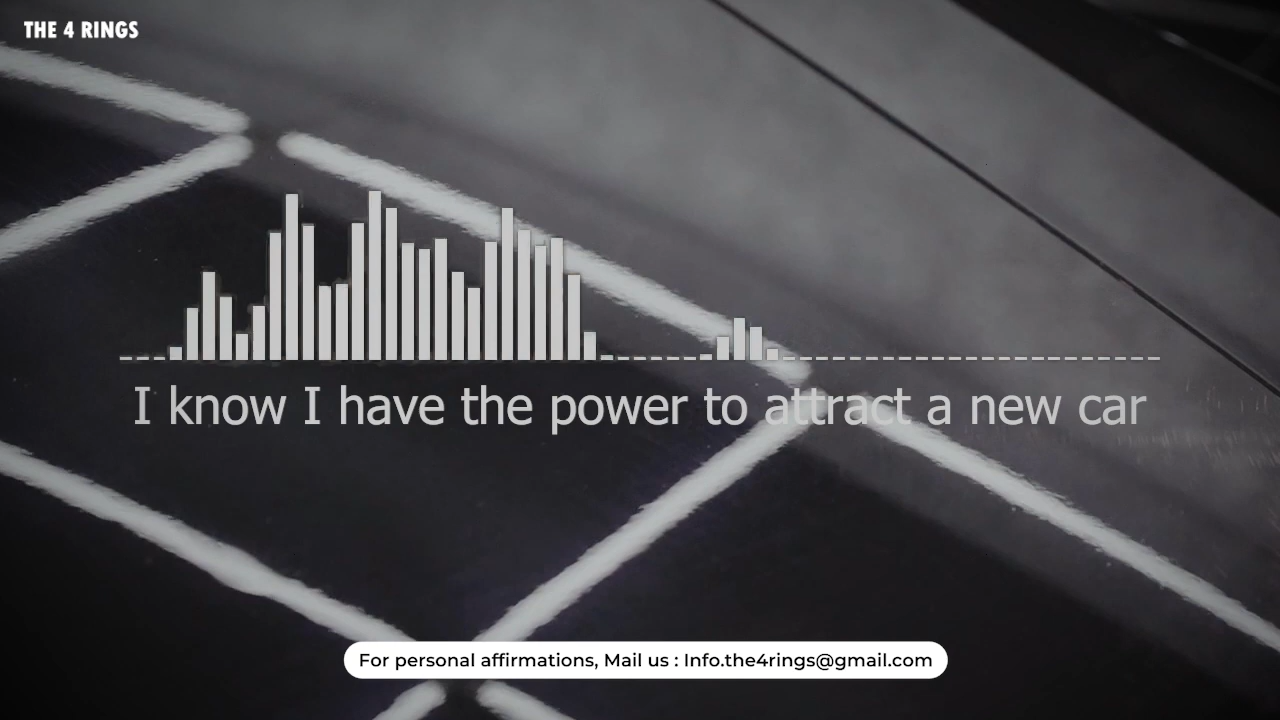 THE 4 RINGS
I know I have the power to attract a new car
For personal affirmations, Mail us : Info.the4rings@gmail.com